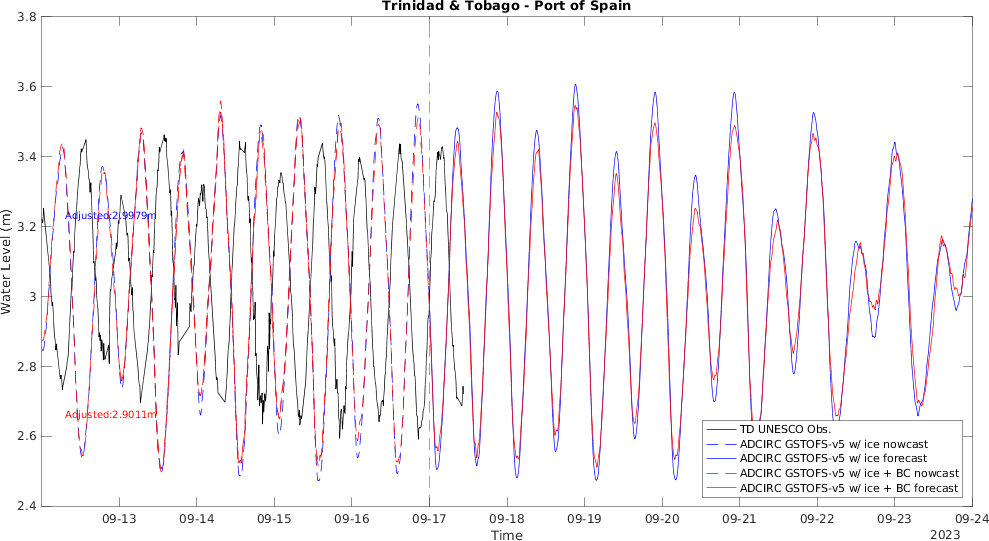 Trinidad & Tobago - Port of Spain
3.8
3.6
3.4
3.2
3
2.8
2.6
2.4
Water Level (m)
Adjusted:2.9979m
Adjusted:2.9011m
TD UNESCO Obs.
ADCIRC GSTOFS-v5 w/ ice nowcast
ADCIRC GSTOFS-v5 w/ ice forecast
ADCIRC GSTOFS-v5 w/ ice + BC nowcast
ADCIRC GSTOFS-v5 w/ ice + BC forecast
09-13 09-14 09-15 09-16 09-17 09-18 09-19 09-20 09-21 09-22 09-23 09-24
Time
2023